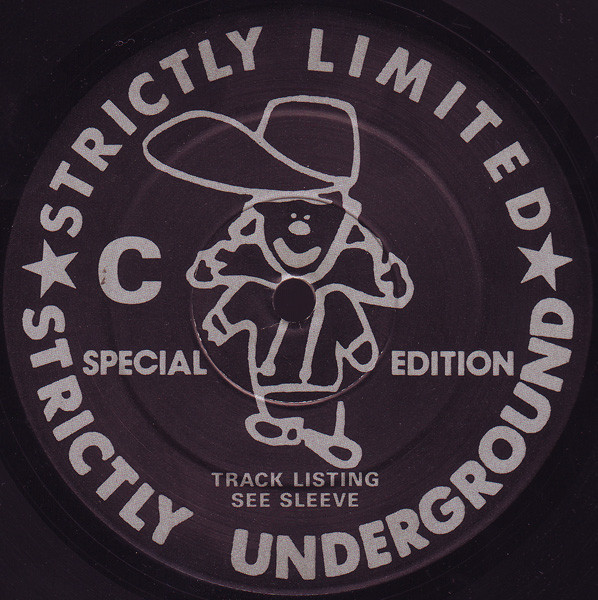 STRICTLY LIMITED
C
SPECIAL EDITION
TRACK LISTING
SEE SLEEVE
STRICTLY UNDERGROUND